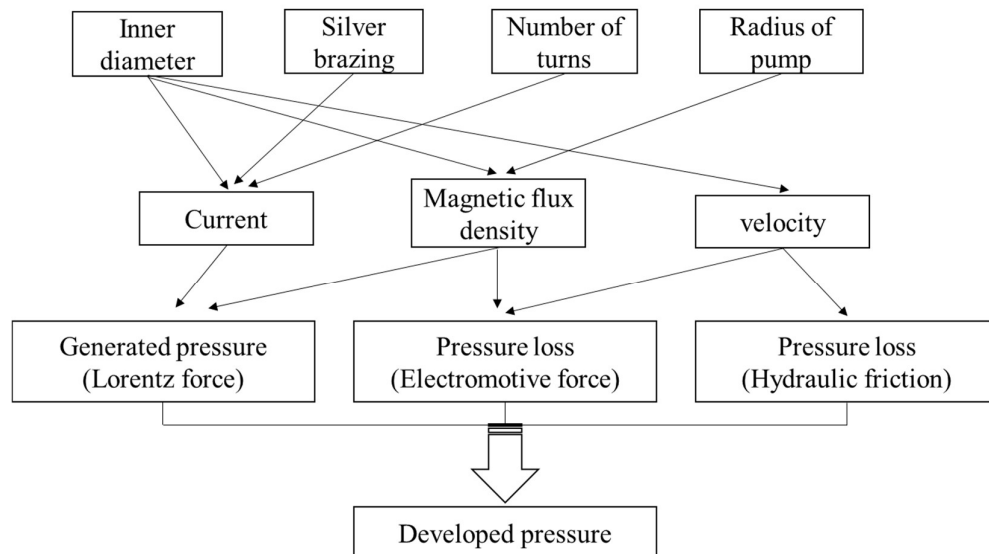 Inner
diameter
Silver
brazing
Number of
turns
Radius of
pump
Current
Magnetic flux
density
velocity
Generated pressure
(Lorentz force)
Pressure loss
(Electromotive force)
Pressure loss
(Hydraulic friction)
Developed pressure